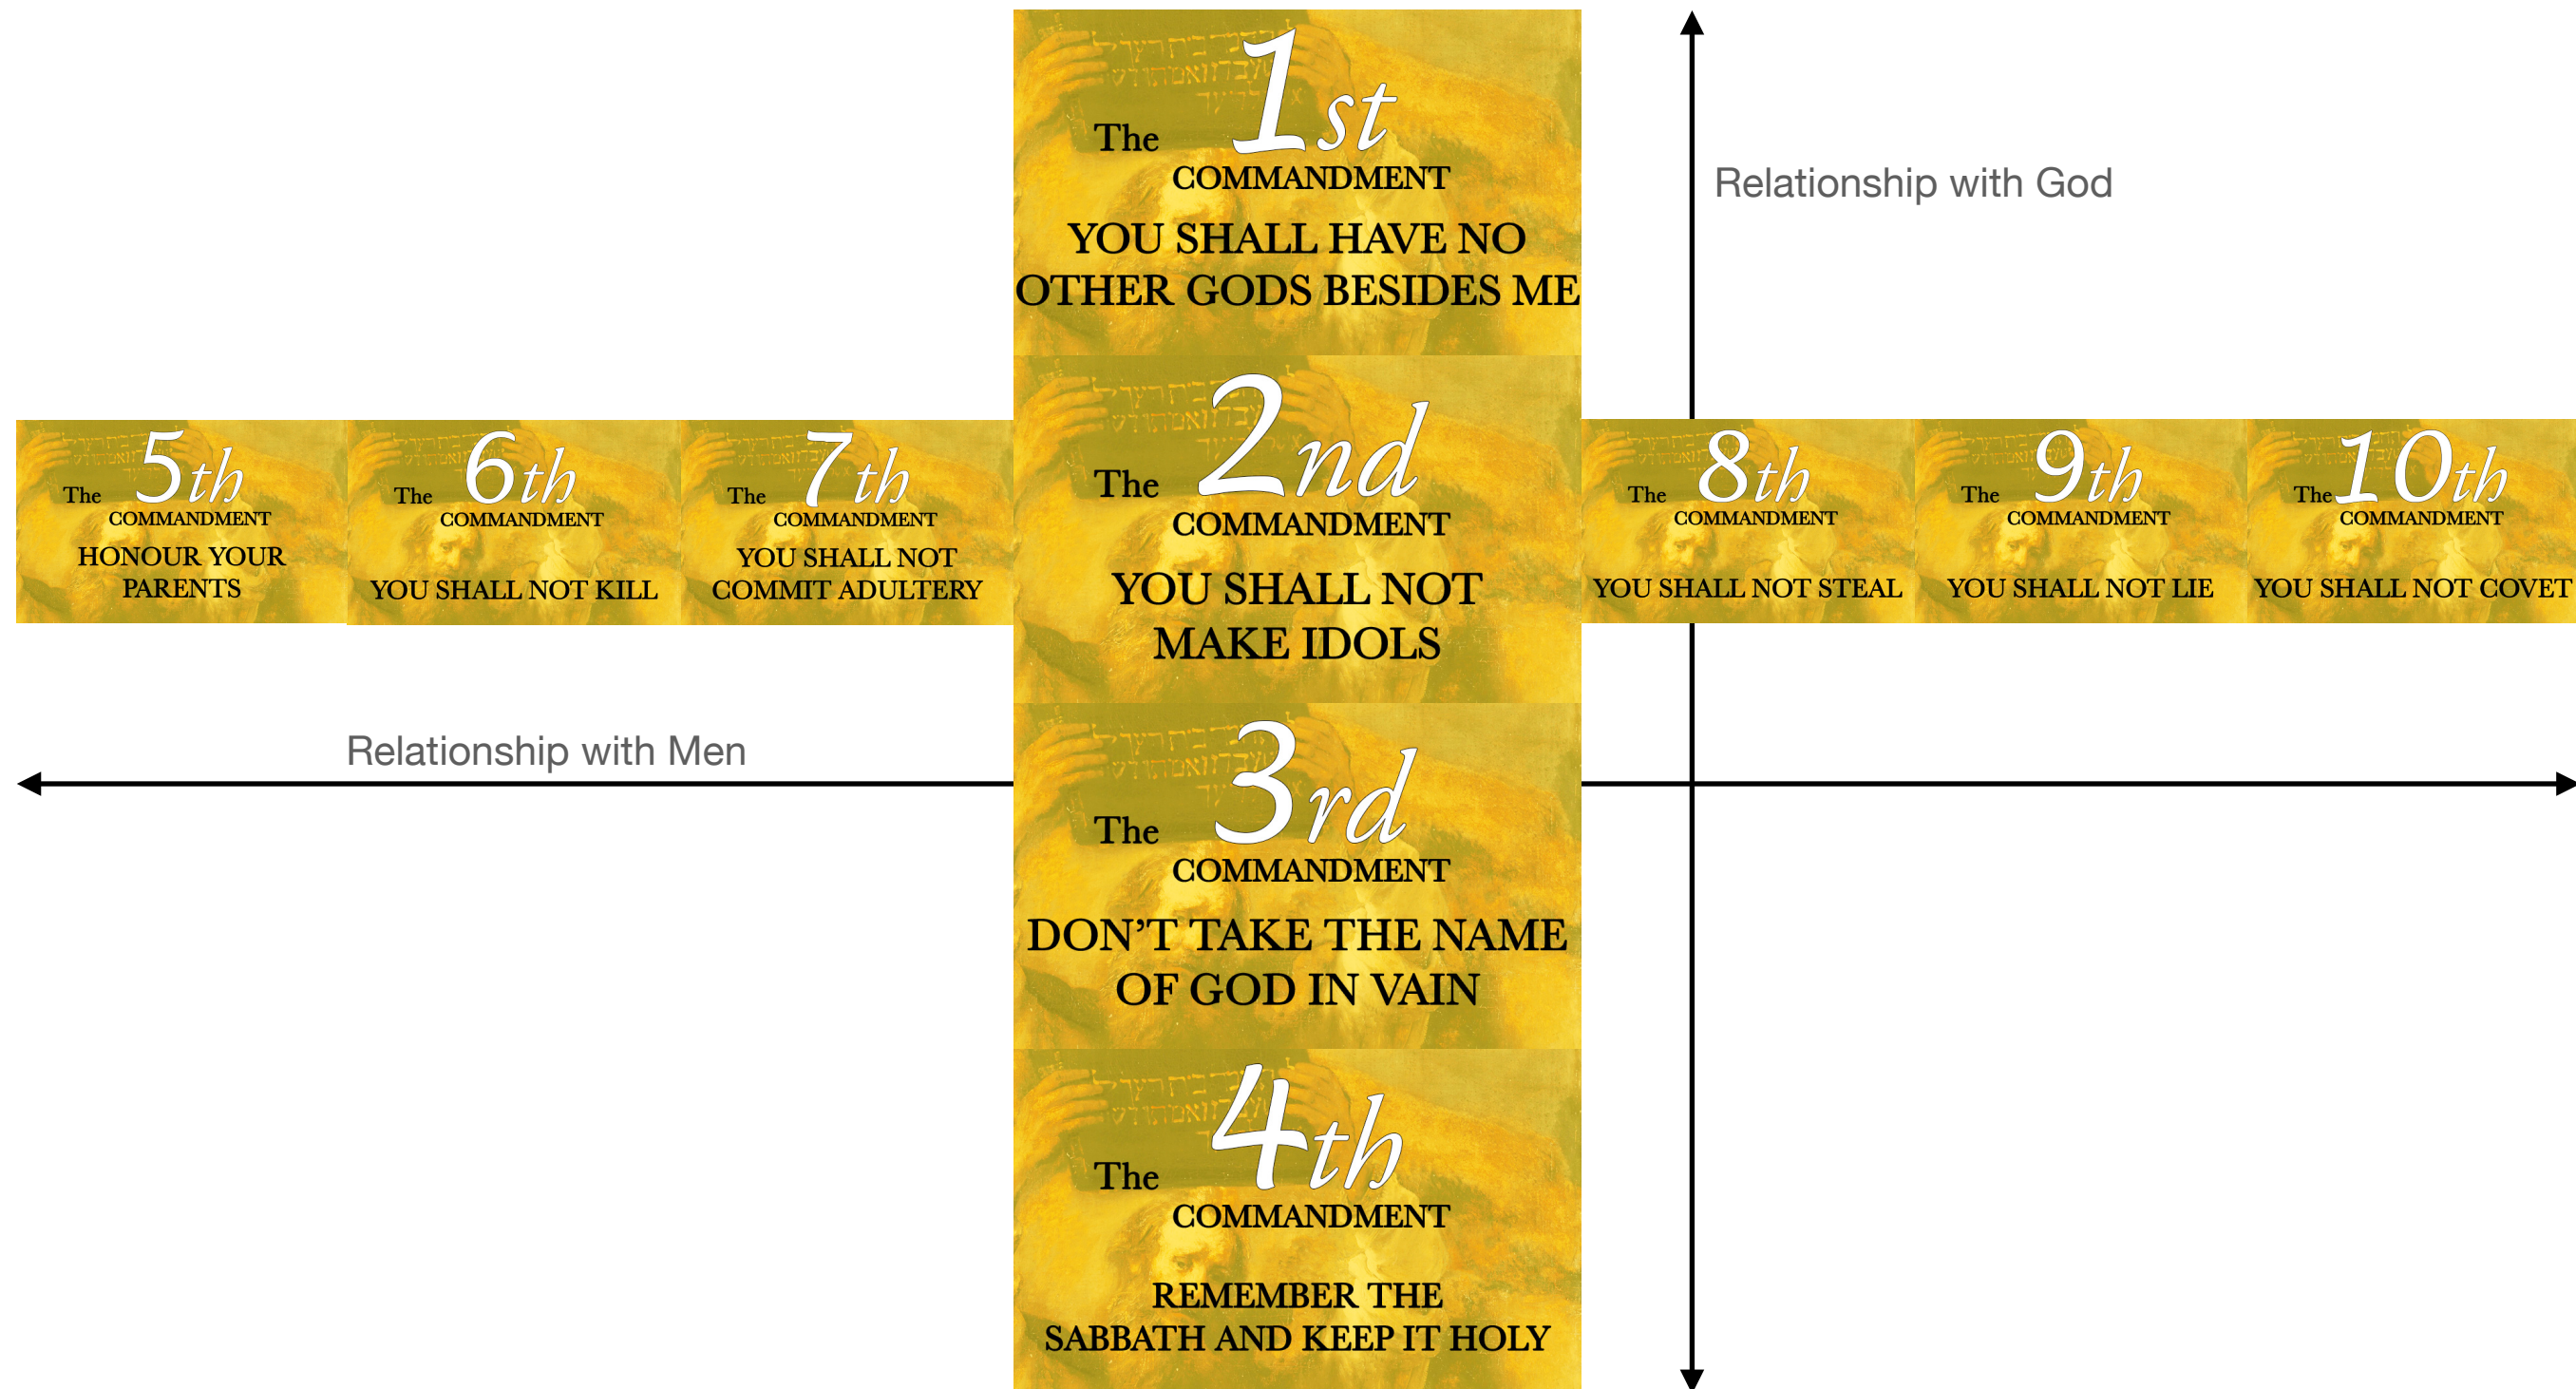 The 1st
COMMANDMENT
YOU SHALL HAVE NO
OTHER GODS BESIDES ME
Relationship with God
The 5th
COMMANDMENT
HONOUR YOUR
PARENTS
The 6th
COMMANDMENT
YOU SHALL NOT KILL
The 7th
COMMANDMENT
YOU SHALL NOT
COMMIT ADULTERY
The 2nd
COMMANDMENT
YOU SHALL NOT
MAKE IDOLS
The 8th
COMMANDMENT
YOU SHALL NOT STEAL
The 9th
COMMANDMENT
YOU SHALL NOT LIE
The 10th
COMMANDMENT
YOU SHALL NOT COVET
Relationship with Men
The 3rd
COMMANDMENT
DON’T TAKE THE NAME
OF GOD IN VAIN
The 4th
COMMANDMENT
REMEMBER THE
SABBATH AND KEEP IT HOLY